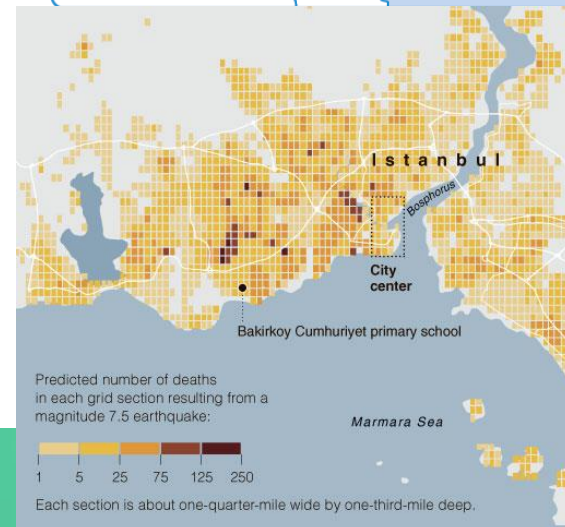 Istanbul
Bosphorus
City
center
Bakirkoy Cumhuriyet primary school
Predicted number of deaths
in each grid section resulting from a
magnitude 7.5 earthquake:
1 5 25 75 125 250
Marmara Sea
Each section is about one-quarter-mile wide by one-third-mile deep.